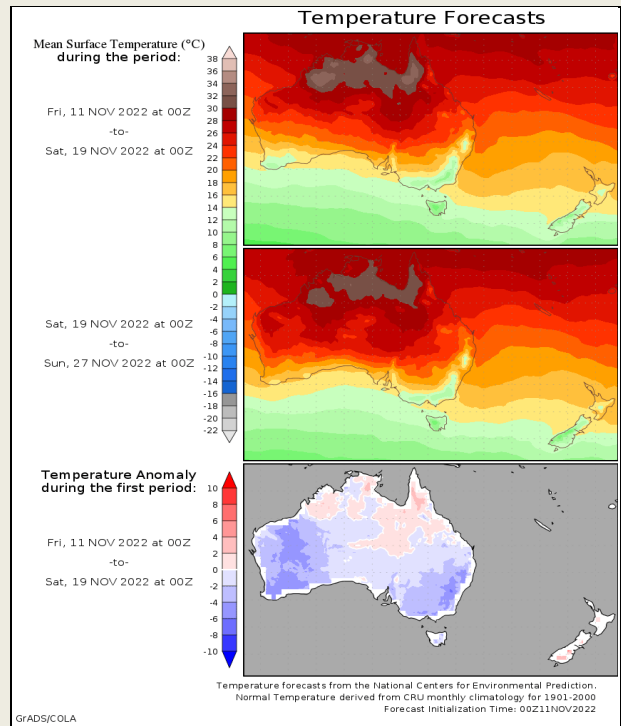 Temperature Forecasts
Mean Surface Temperature (°C)
during the period:
Fri, 11 NOV 2022 at 00Z
-to-
Sat, 19 NOV 2022 at 00Z
38
36
34
32
30
28
26
24
22
20
18
16
14
12
10
8
6
4
2
0
-2
-4
-6
-8
-10
-12
-14
-16
-18
-20
-22
Sat, 19 NOV 2022 at 00Z
-to-
Sun, 27 NOV 2022 at 00Z
Temperature Anomaly
during the first period:
Fri, 11 NOV 2022 at 00Z
-to-
Sat, 19 NOV 2022 at 00Z
10
8
6
4
2
0
-2
-4
-6
-8
-10
Temperature forecasts from the National Centers for Environmental Prediction.
Normal Temperature derived from CRU monthly climatology for 1901-2000
Forecast Initialization Time: 00Z11NOV2022
GrADS/COLA